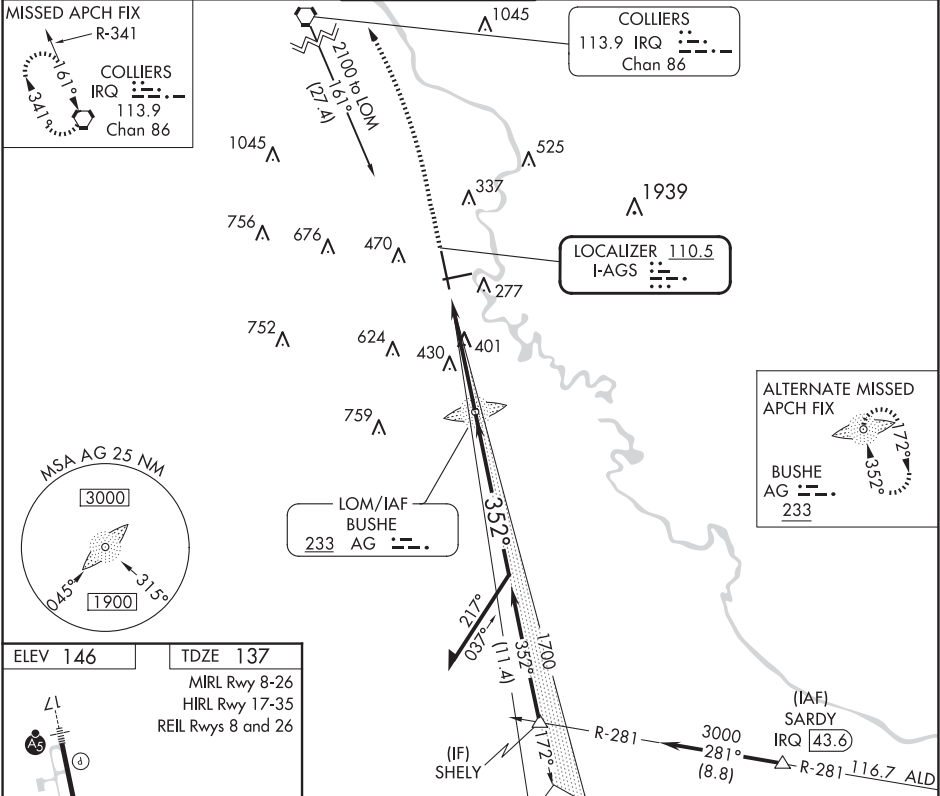 MISSED APCH FIX
R-341
161°
341°
COLLIERS
IRQ
113.9
Chan 86
2100 to LOM
161°
(27.4)
1045
COLLIERS
113.9 IRQ
Chan 86
1045
525
337
1939
756
676
470
LOCALIZER 110.5
I-AGS
277
752
624
430
401
759
ALTERNATE MISSED
APCH FIX
172°
352°
BUSHE
AG
233
MSA AG 25 NM
3000
045°
315°
1900
LOM/IAF
BUSHE
233 AG
352°
217°
037°
352°
(11.4)
1700
172°
(IF)
SHELY
R-281
3000
281°
(8.8)
(IAF)
SARDY
IRQ 43.6
R-281 116.7 ALD
ELEV 146
TDZE 137
MIRL Rwy 8-26
HIRL Rwy 17-35
REIL Rwys 8 and 26
17
A5